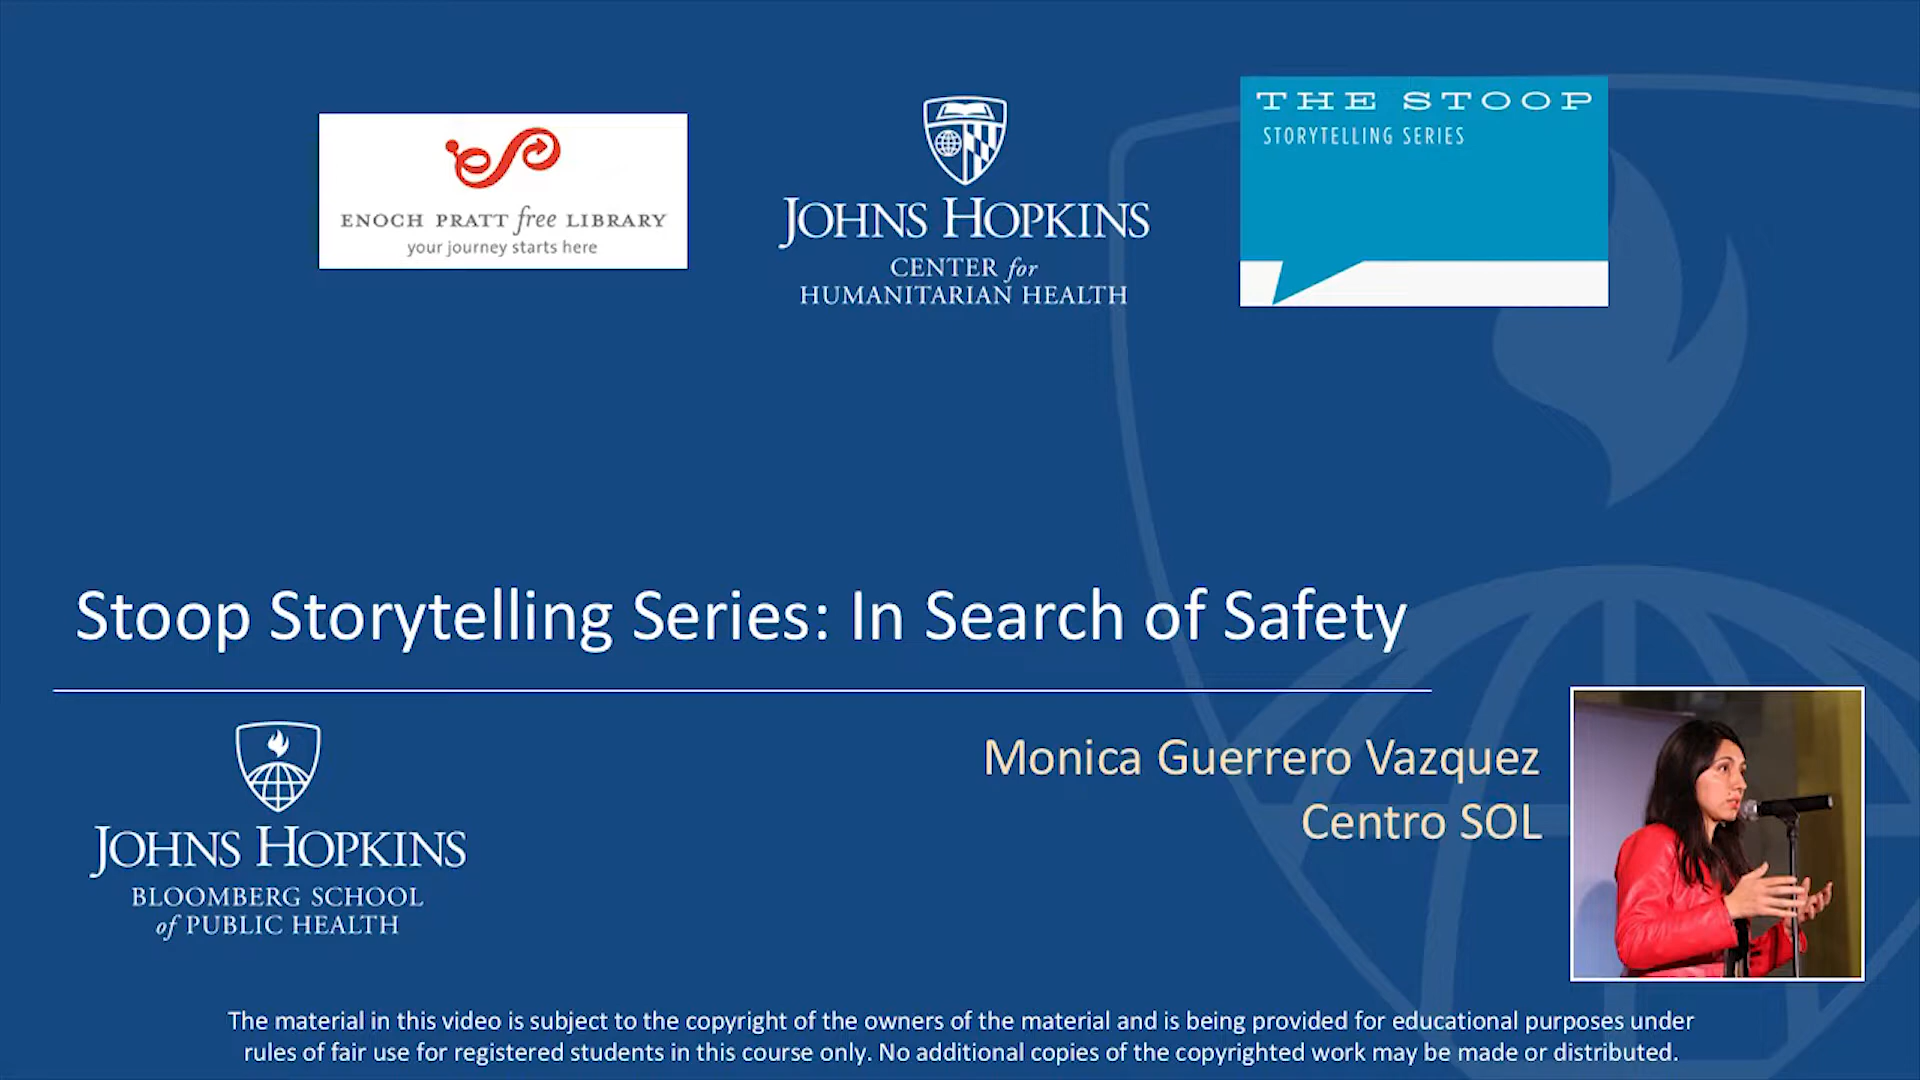 ENOCH PRATT free LIBRARY
your journey starts here
JOHNS HOPKINS
CENTER for
HUMANITARIAN HEALTH
THE STOOP
STORYTELLING SERIES
Stoop Storytelling Series: In Search of Safety
Monica Guerrero Vazquez
Centro SOL
JOHNS HOPKINS
BLOOMBERG SCHOOL
of PUBLIC HEALTH
The material in this video is subject to the copyright of the owners of the material and is being provided for educational purposes under
rules of fair use for registered students in this course only. No additional copies of the copyrighted work may be made or distributed.